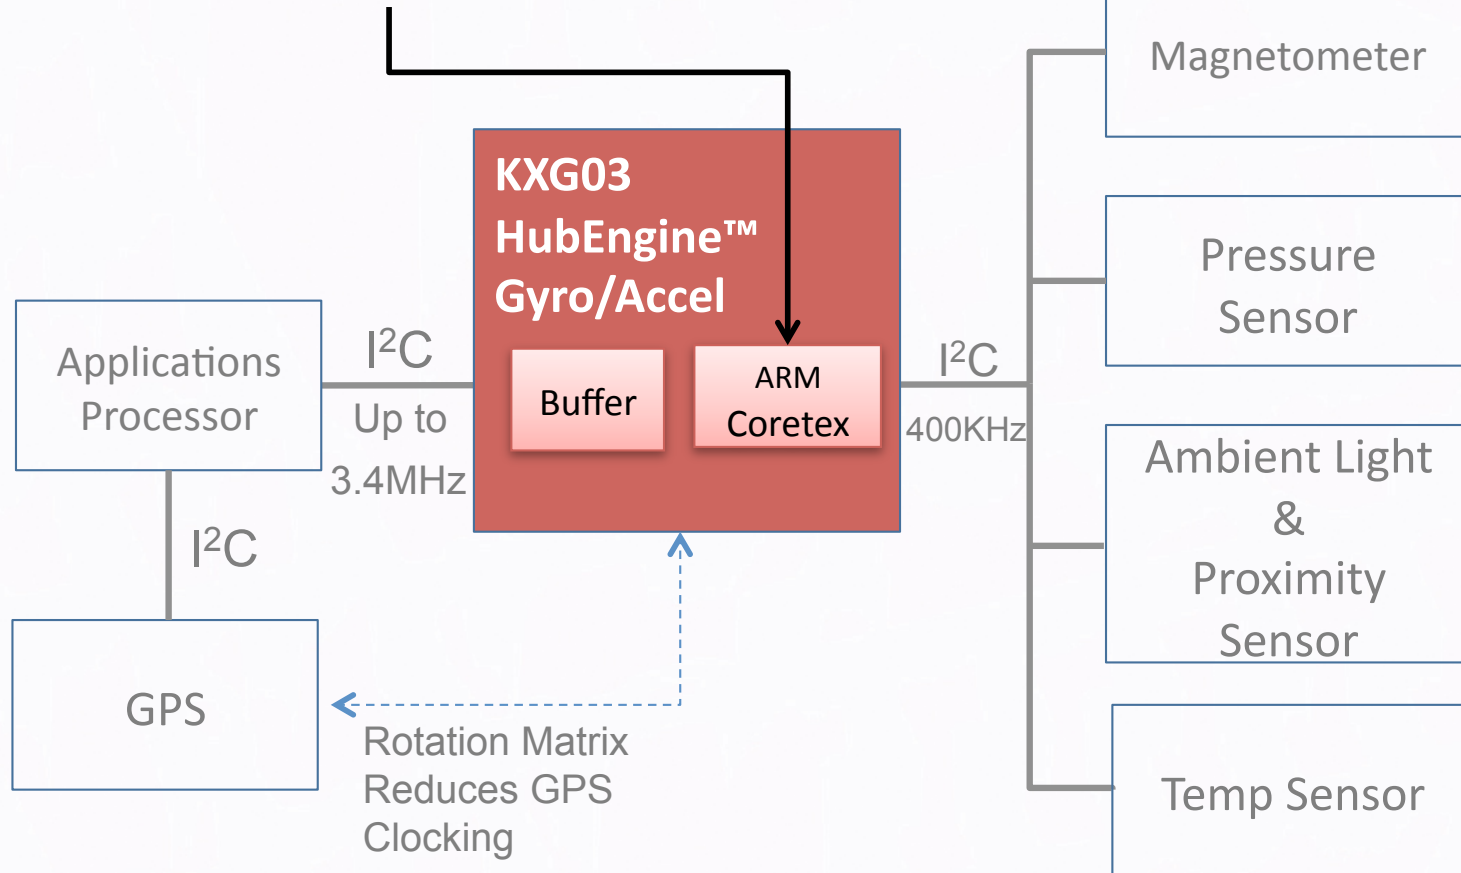 Magnetometer
KXG03
HubEngine™
Gyro/Accel
Pressure
Sensor
Applications
Processor
I²C
Up to
3.4MHz
Buffer
ARM
Coretex
I²C
400KHz
Ambient Light
&
Proximity
Sensor
I²C
GPS
Rotation Matrix
Reduces GPS
Clocking
Temp Sensor